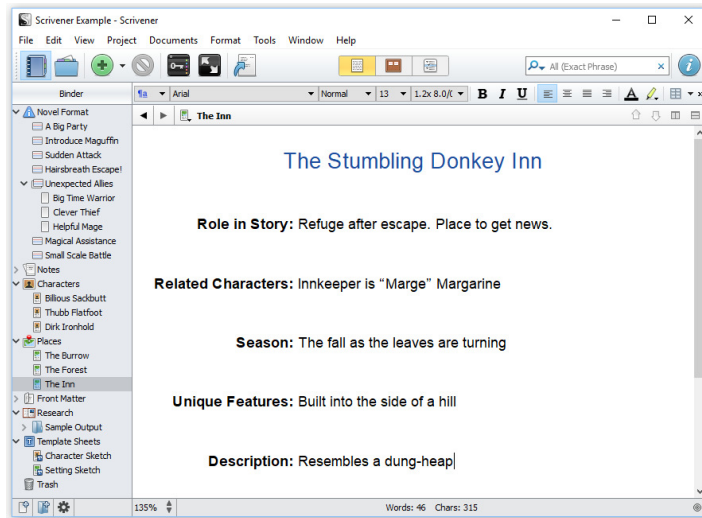 Scrivener Example - Scrivener
File Edit View Project Documents Format Tools Window Help
All (Exact Phrase)
Binder
¶a Arial Normal 13 1.2x 8.0/( B I U A
Novel Format
The Inn
A Big Party
Introduce Maguffin
Sudden Attack
Hairsbreath Escape!
Unexpected Allies
Big Time Warrior
Clever Thief
Helpful Mage
Magical Assistance
Small Scale Battle
Notes
Characters
Billious Sackbutt
Thubb Flatfoot
Dirk Ironhold
Places
The Burrow
The Forest
The Inn
Front Matter
Research
Sample Output
Template Sheets
Character Sketch
Setting Sketch
Trash
The Stumbling Donkey Inn
Role in Story: Refuge after escape. Place to get news.
Related Characters: Innkeeper is “Marge” Margarine
Season: The fall as the leaves are turning
Unique Features: Built into the side of a hill
Description: Resembles a dung-heap
135% Words: 46 Chars: 315